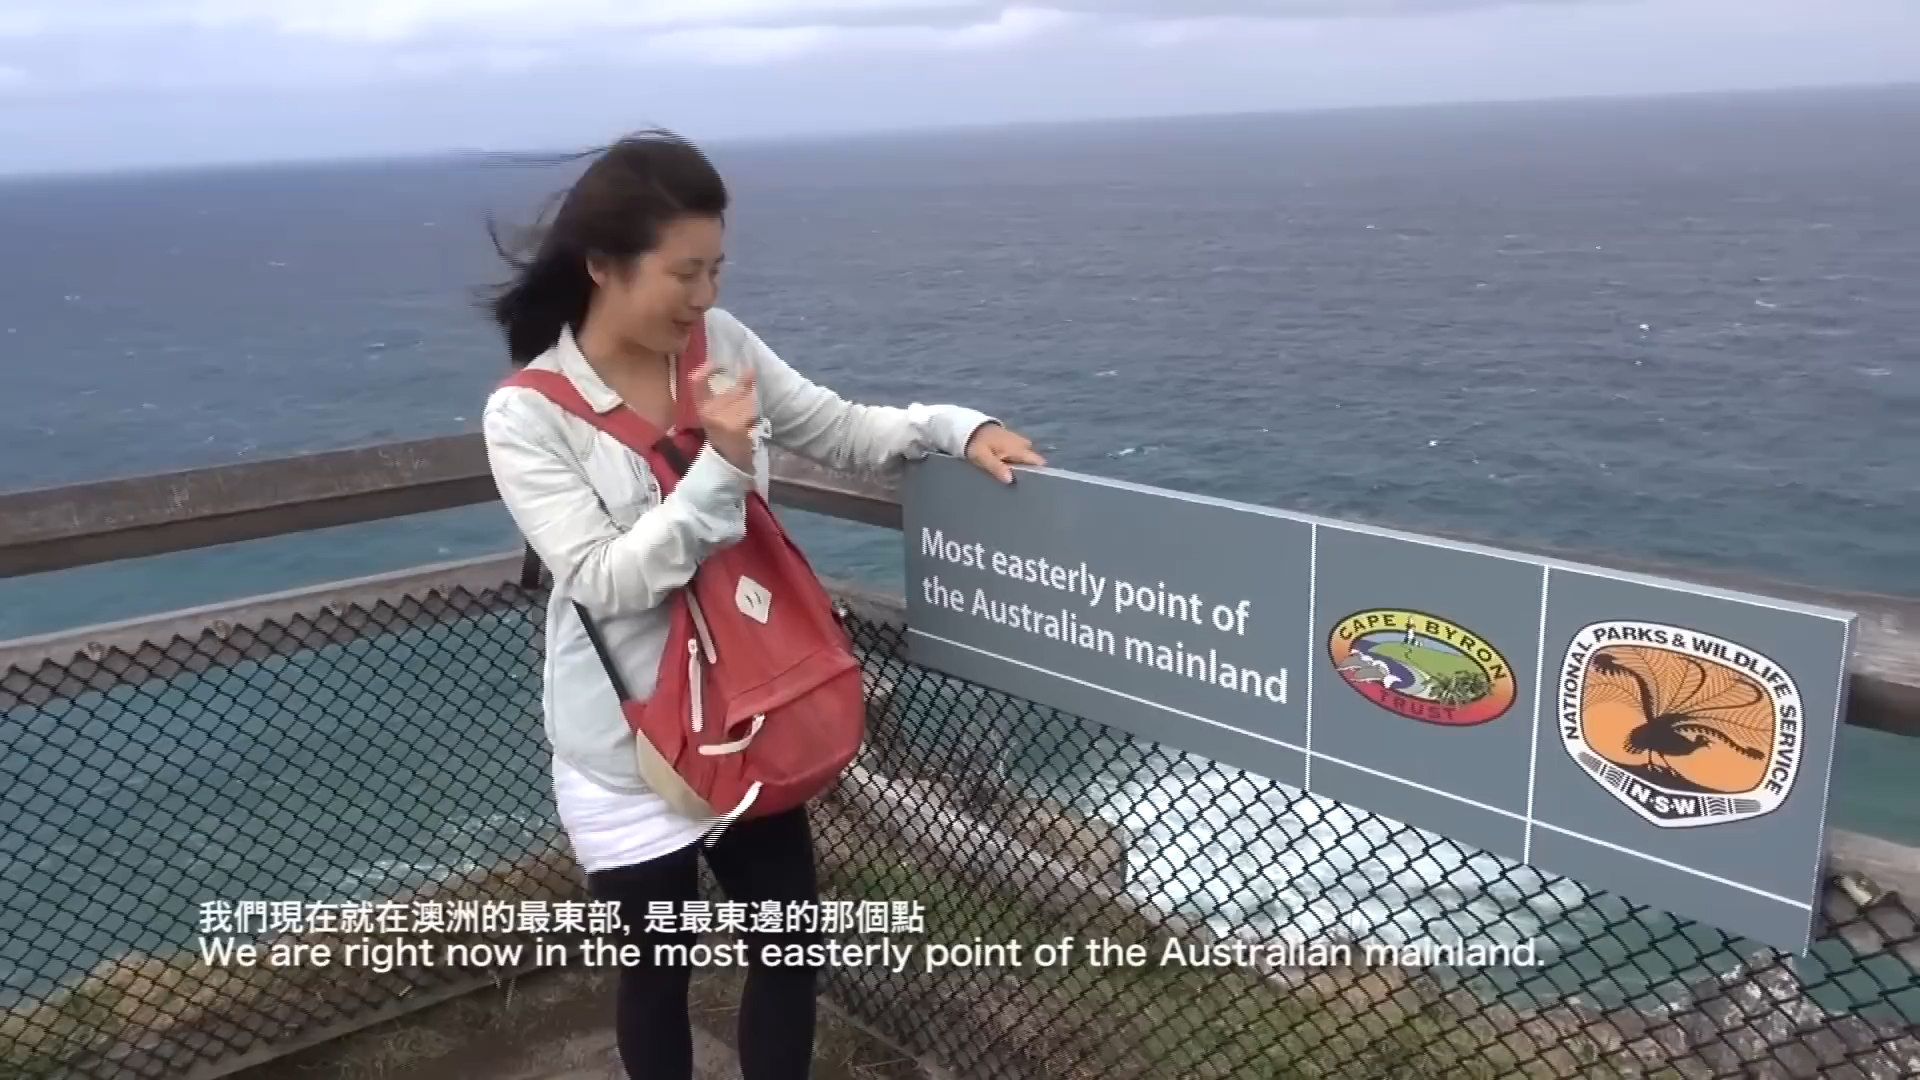 Most easterly point of
the Australian mainland
CAPE BYRON
TRUST
NATIONAL PARKS & WILDLIFE SERVICE
N·S·W
我們現在就在澳洲的最東部, 是最東邊的那個點
We are right now in the most easterly point of the Australian mainland.